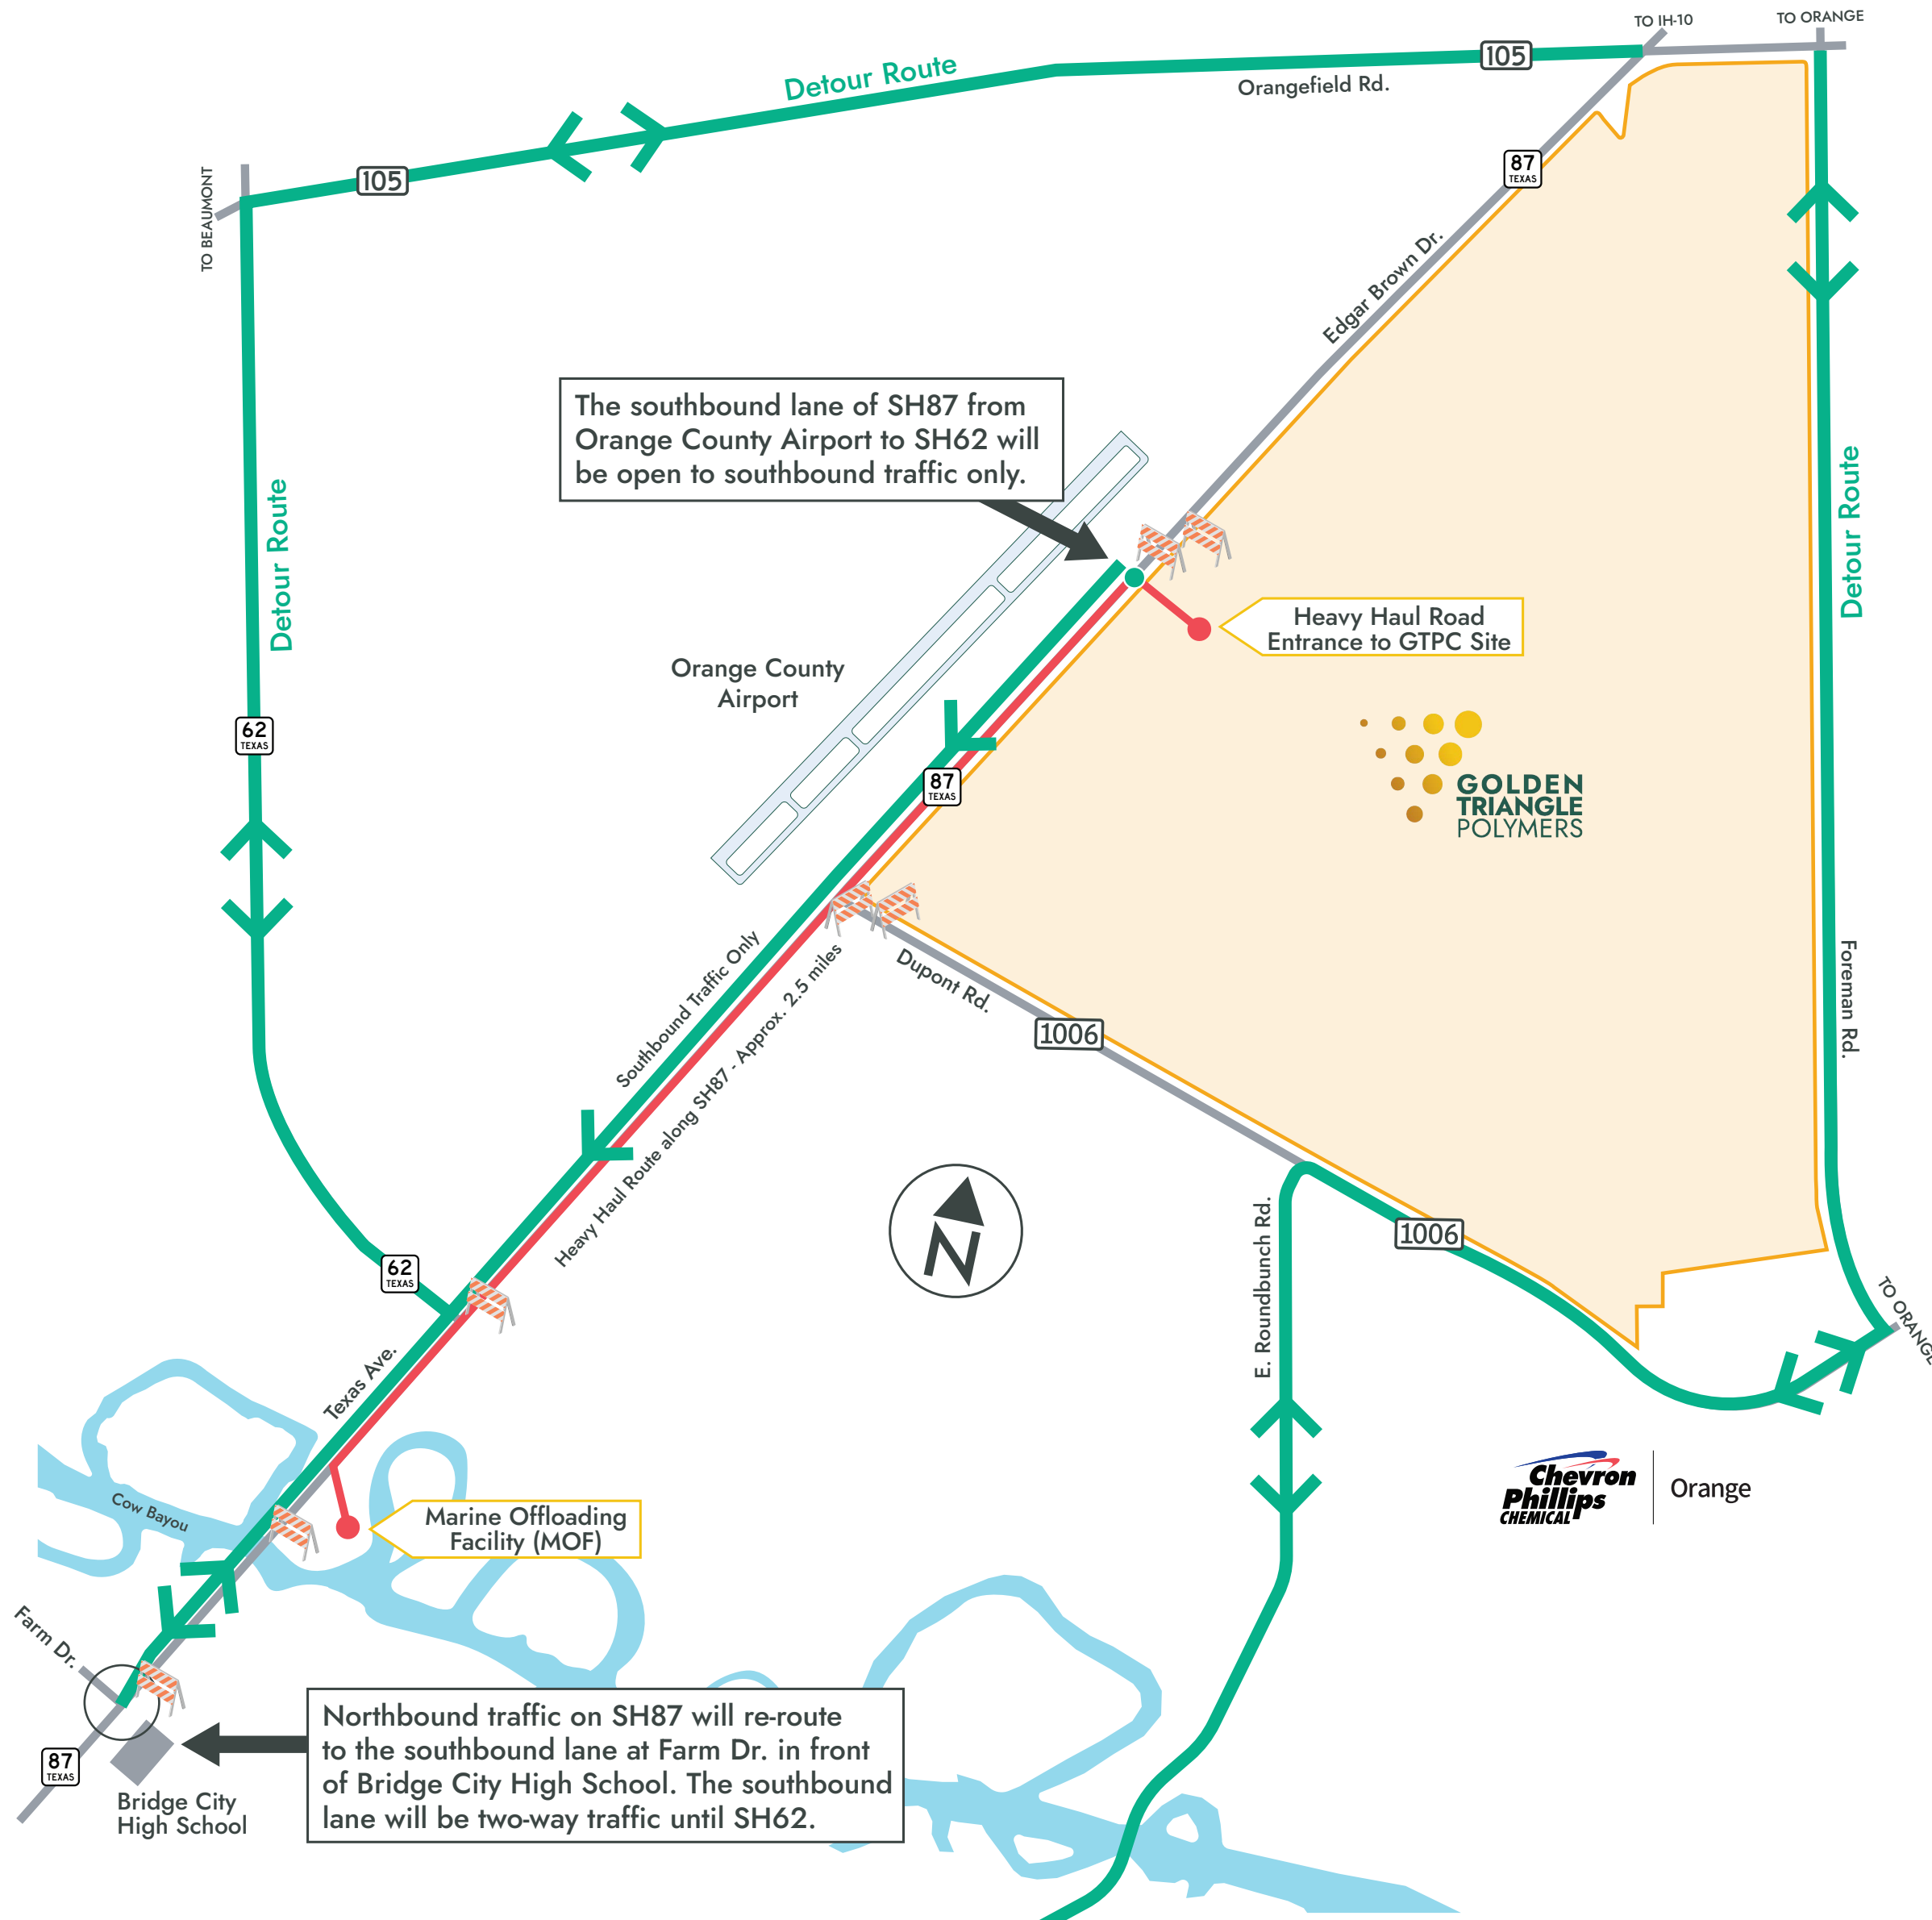 TO IH-10
TO ORANGE
105
Detour Route
Orangefield Rd.
105
TO BEAUMONT
87
TEXAS
Edgar Brown Dr.
The southbound lane of SH87 from
Orange County Airport to SH62 will
be open to southbound traffic only.
Detour Route
Detour Route
Heavy Haul Road
Entrance to GTPC Site
Orange County
Airport
62
TEXAS
87
TEXAS
GOLDEN
TRIANGLE
POLYMERS
Southbound Traffic Only
Heavy Haul Route along SH87 - Approx. 2.5 miles
Dupont Rd.
1006
Foreman Rd.
N
E. Roundbunch Rd.
1006
62
TEXAS
TO ORANGE
Texas Ave.
Cow Bayou
Marine Offloading
Facility (MOF)
Chevron
Phillips
CHEMICAL
Orange
Farm Dr.
Northbound traffic on SH87 will re-route
to the southbound lane at Farm Dr. in front
of Bridge City High School. The southbound
lane will be two-way traffic until SH62.
87
TEXAS
Bridge City
High School